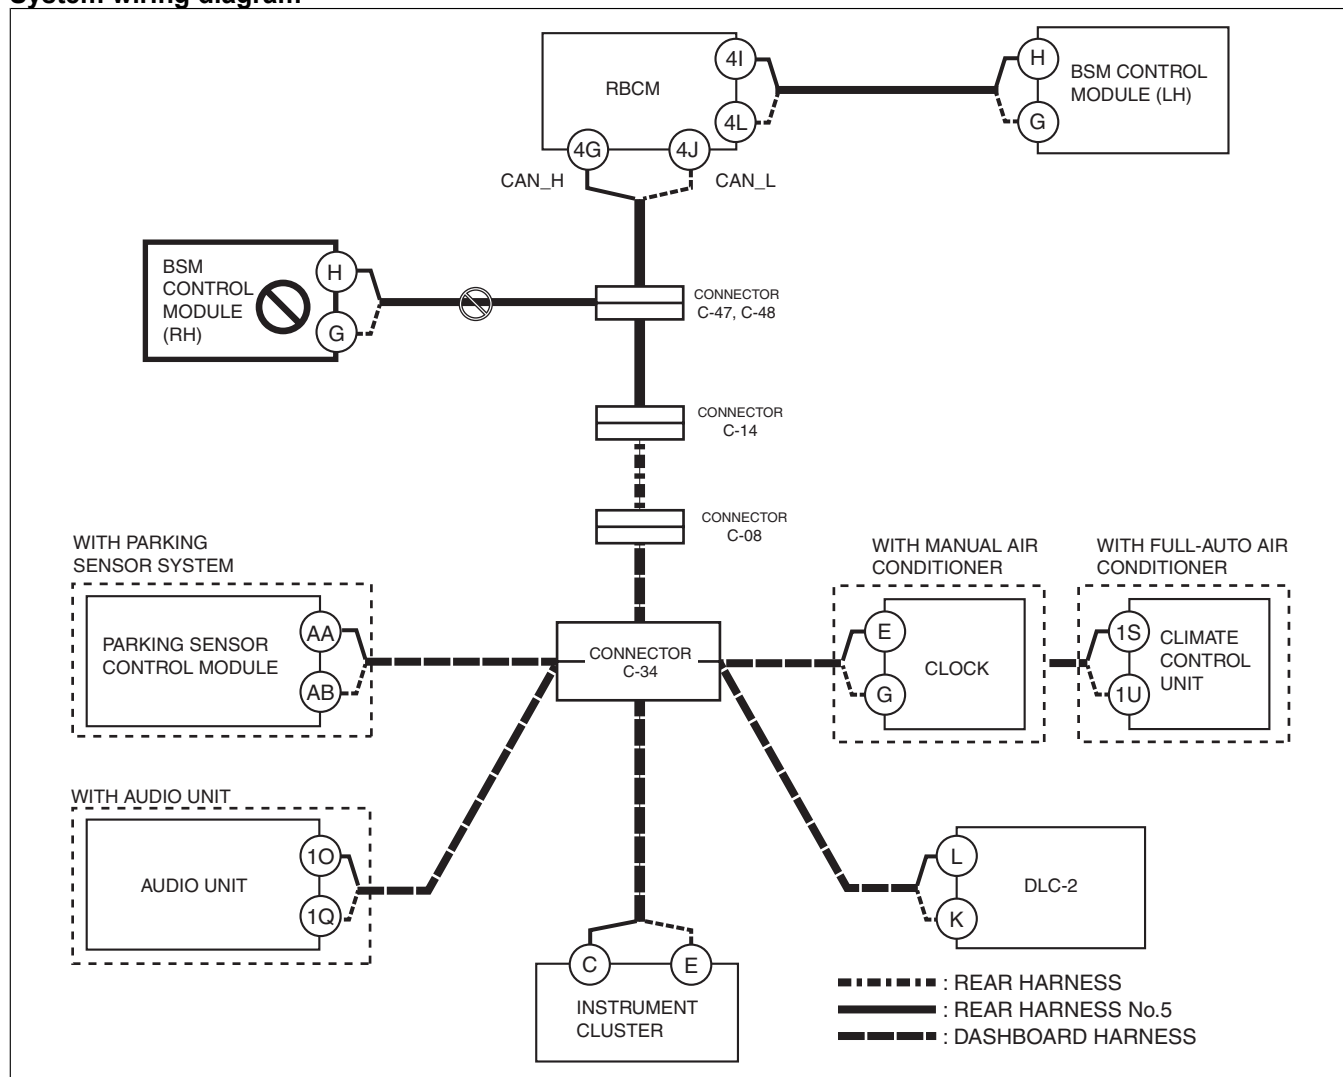 System wiring diagram
RBCM
4I
4L
4G
4J
CAN_H
CAN_L
H
G
BSM CONTROL
MODULE (LH)
BSM
CONTROL
MODULE
(RH)
H
G
CONNECTOR
C-47, C-48
CONNECTOR
C-14
CONNECTOR
C-08
WITH PARKING
SENSOR SYSTEM
PARKING SENSOR
CONTROL MODULE
AA
AB
CONNECTOR
C-34
WITH MANUAL AIR
CONDITIONER
E
G
CLOCK
WITH FULL-AUTO AIR
CONDITIONER
1S
1U
CLIMATE
CONTROL
UNIT
WITH AUDIO UNIT
AUDIO UNIT
1O
1Q
L
K
DLC-2
C
E
INSTRUMENT
CLUSTER
: REAR HARNESS
: REAR HARNESS No.5
: DASHBOARD HARNESS